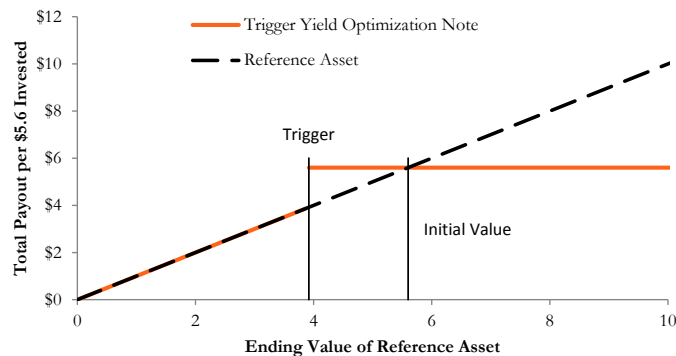 Trigger Yield Optimization Note
Reference Asset
Total Payout per $5.6 Invested
$12
$10
$8
$6
$4
$2
$0
Trigger
Initial Value
0
2
4
6
8
10
Ending Value of Reference Asset